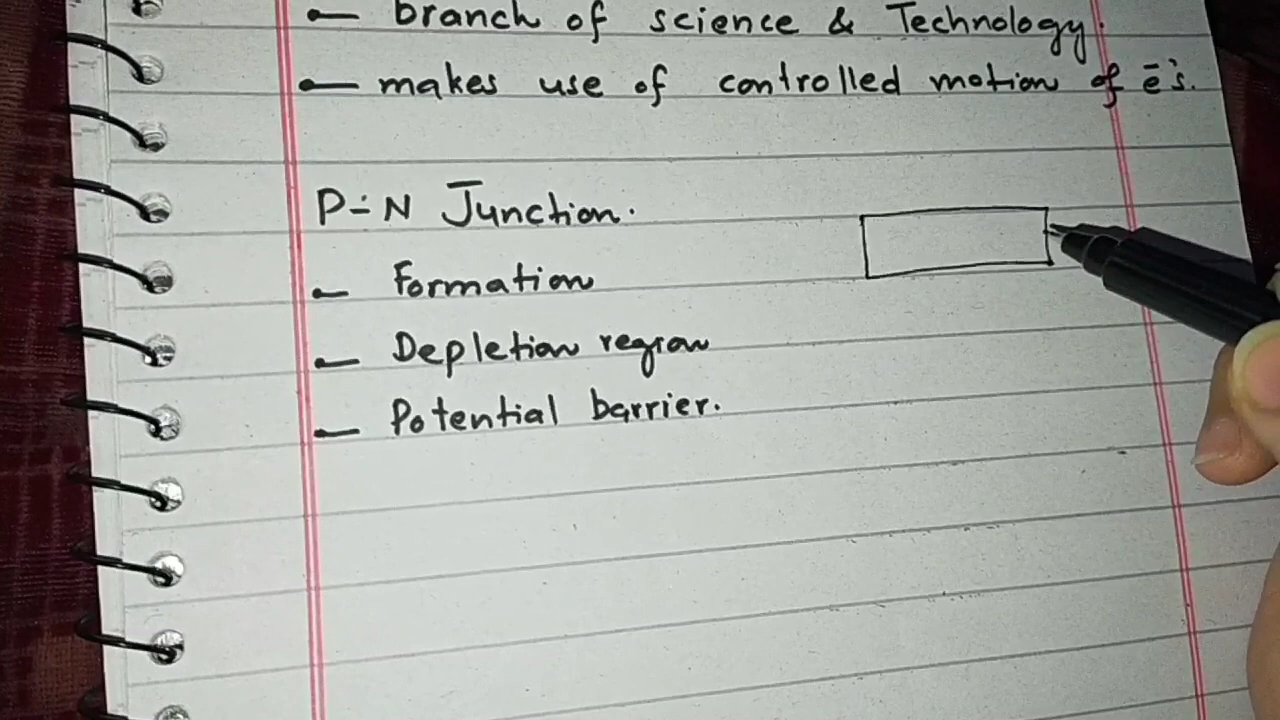 - branch of science & Technology.
- makes use of controlled motion of ē's.
P-N Junction.
- Formation
- Depletion region
- Potential barrier.